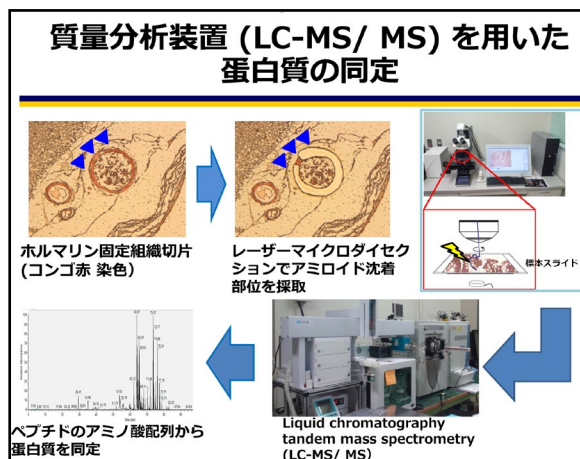 質量分析装置 (LC-MS/ MS) を用いた
蛋白質の同定
ホルマリン固定組織切片
(コンゴ赤 染色)
レーザーマイクロダイセク
ションでアミロイド沈着
部位を採取
標本スライド
Liquid chromatography
tandem mass spectrometry
(LC-MS/ MS)
ペプチドのアミノ酸配列から
蛋白質を同定